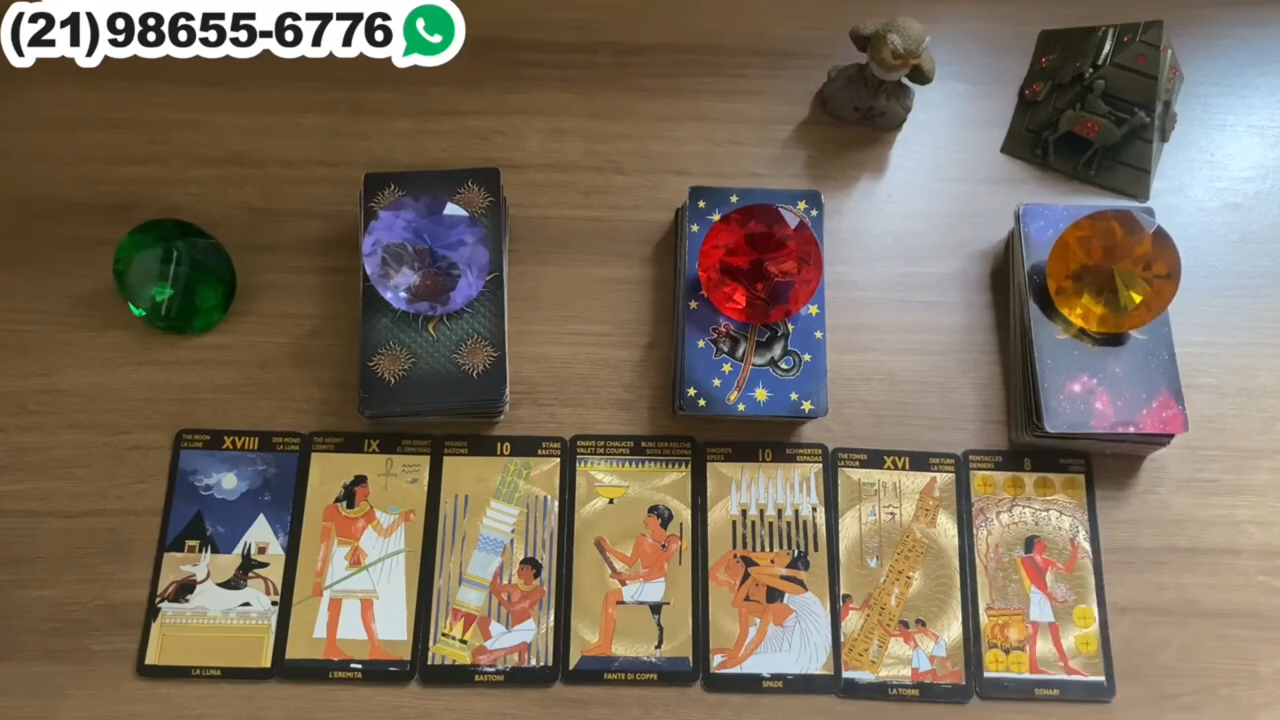 (21)98655-6776
THE MOON
LA LUNE
XVIII
DER MOND
LA LUNA
LA LUNA
THE HERMIT
L'ERMITE
IX
DER EREMIT
EL ERMITAÑO
L'EREMITA
WANDS
BATONS
10
STÄBE
BASTOS
BASTONI
KNAVE OF CHALICES
VALET DE COUPES
BUBE DER KELCHE
SOTA DE COPAS
FANTE DI COPPE
SWORDS
EPEES
10
SCHWERTER
ESPADAS
SPADE
THE TOWER
LA TOUR
XVI
DER TURM
LA TORRE
LA TORRE
PENTACLES
DENIERS
8
DENARI